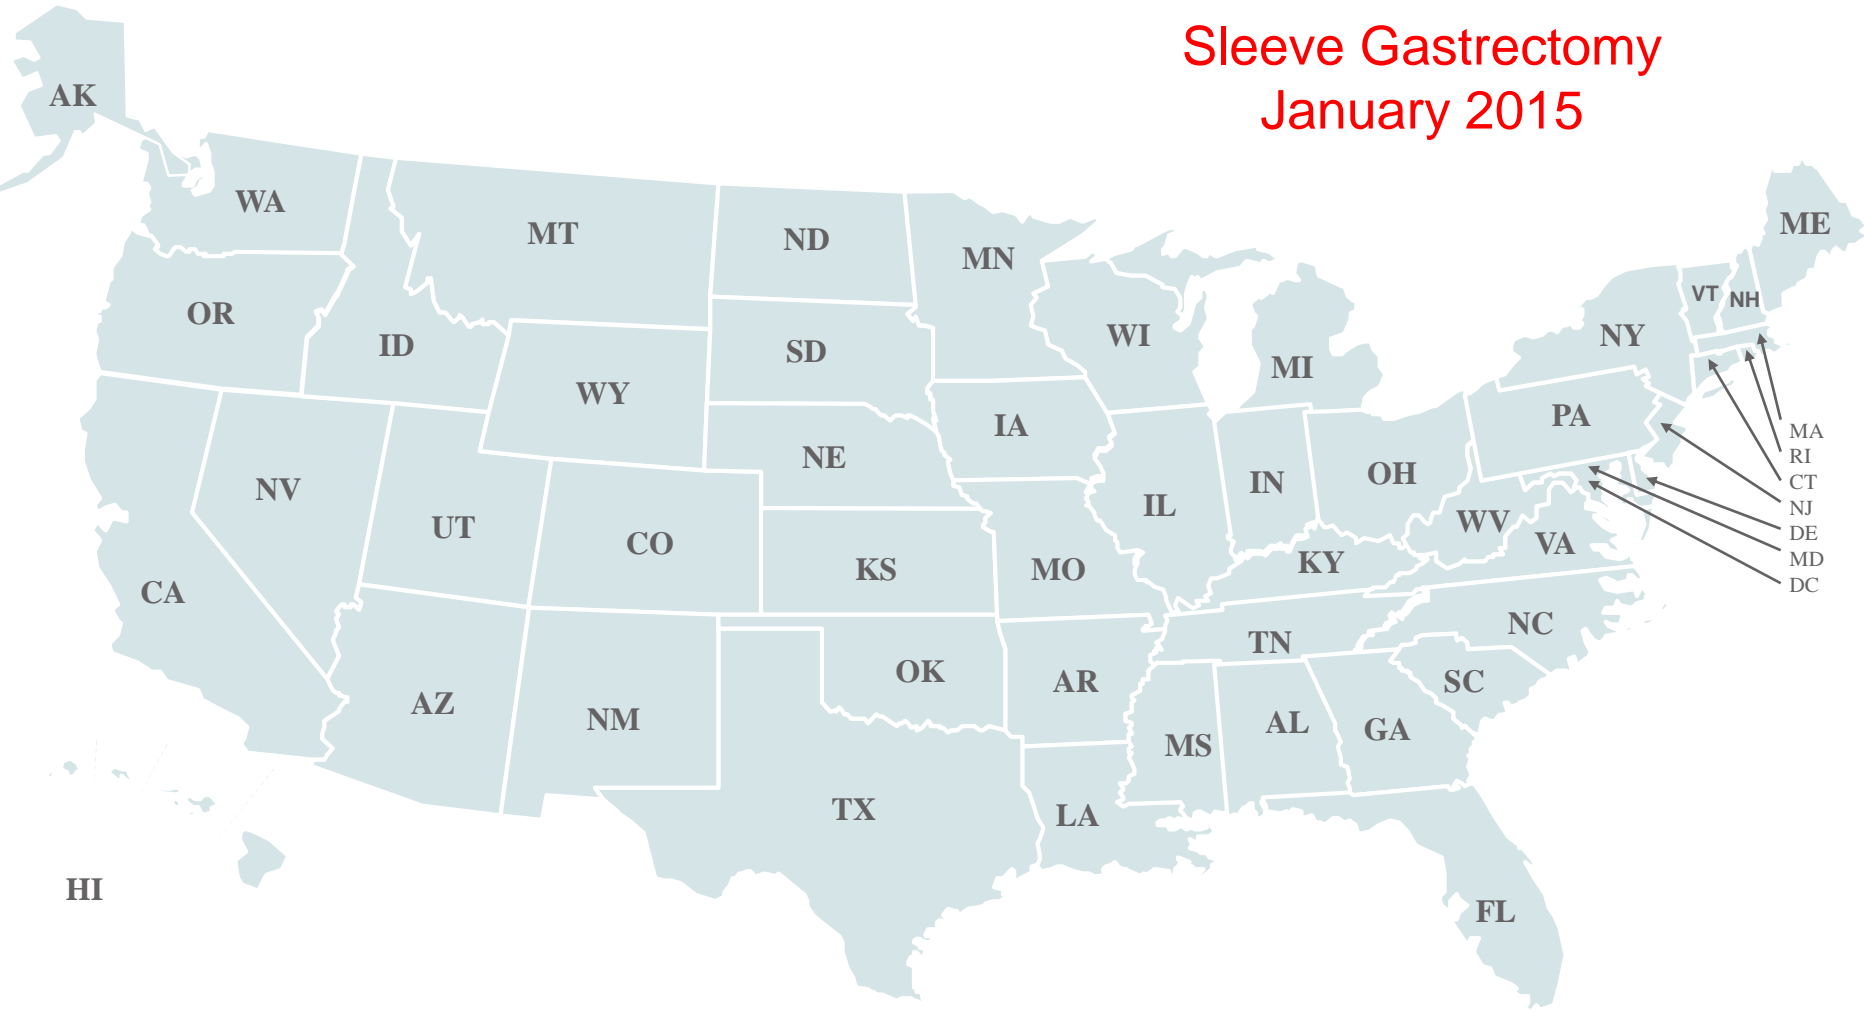 Sleeve Gastrectomy
January 2015
AK
WA
MT
ND
MN
ME
VT
NH
OR
ID
SD
WI
NY
MI
WY
IA
PA
NE
MA
RI
CT
NJ
DE
MD
DC
NV
UT
CO
KS
MO
IL
IN
OH
WV
VA
KY
CA
NC
TN
OK
AR
SC
AZ
NM
MS
AL
GA
TX
LA
HI
FL